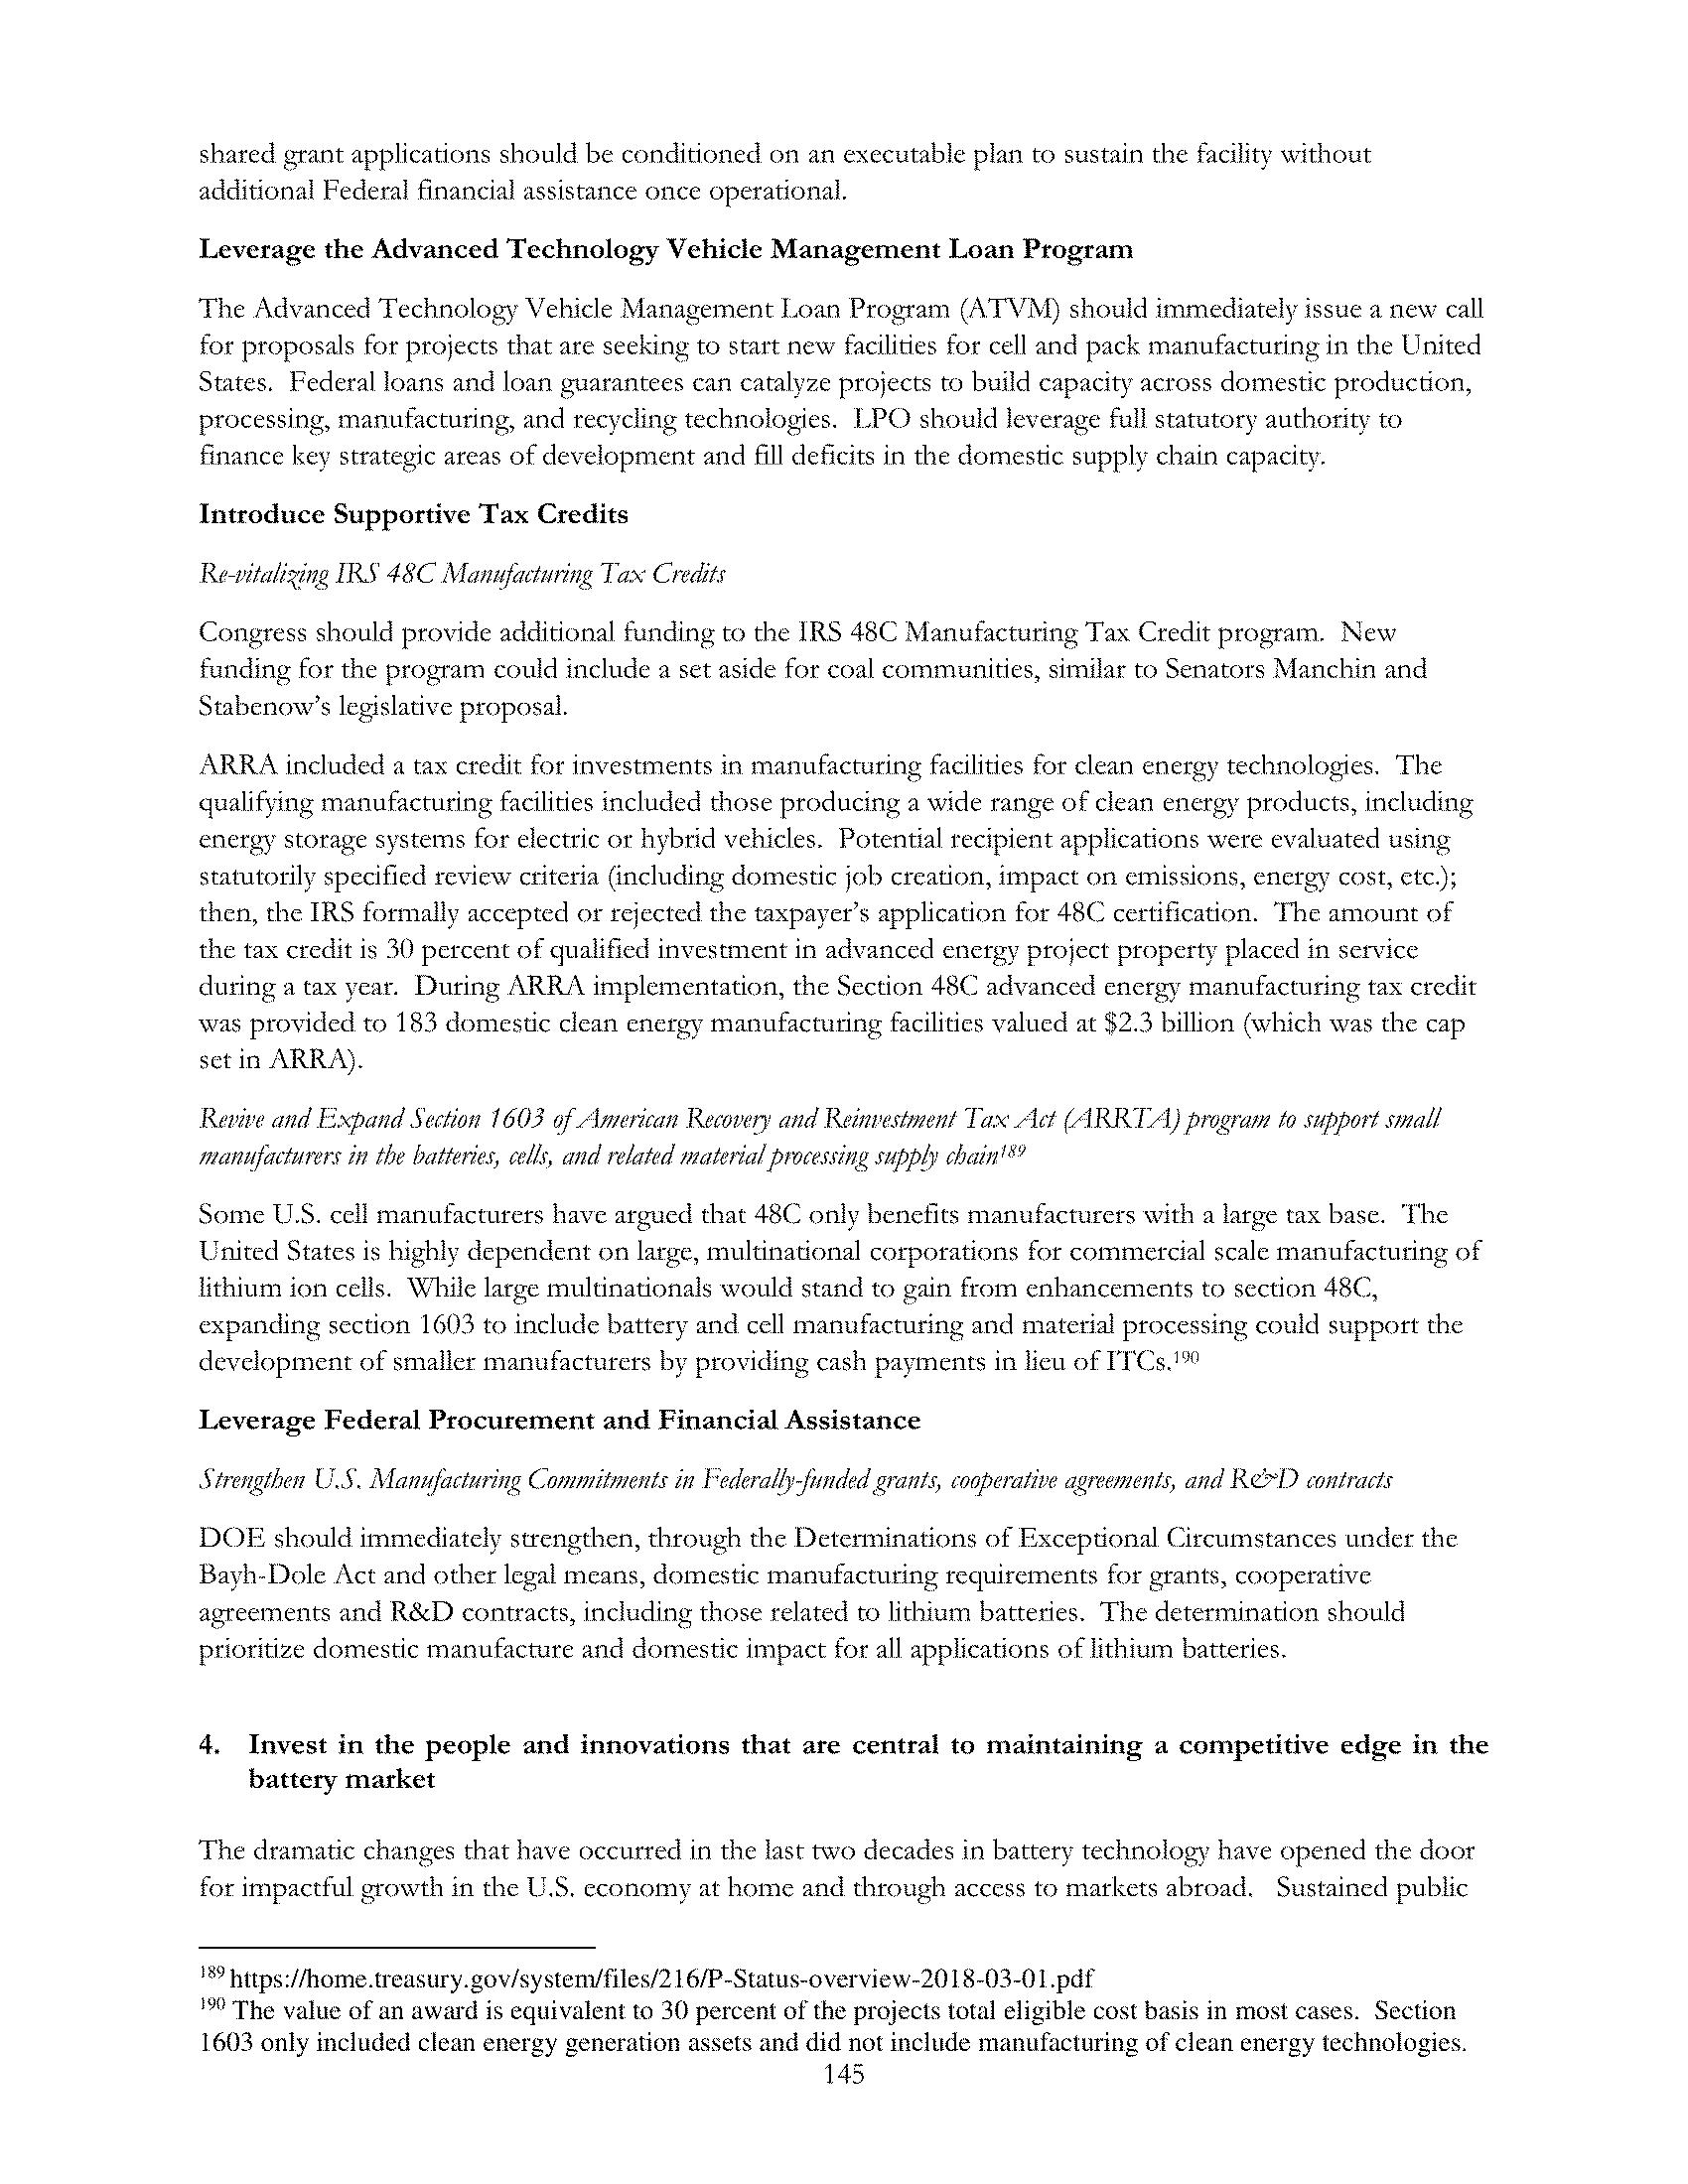 shared grant applications should be conditioned on an executable plan to sustain the facility without
additional Federal financial assistance once operational.
Leverage the Advanced Technology Vehicle Management Loan Program
The Advanced Technology Vehicle Management Loan Program (ATVM) should immediately issue a new call
for proposals for projects that are seeking to start new facilities for cell and pack manufacturing in the United
States.  Federal loans and loan guarantees can catalyze projects to build capacity across domestic production,
processing, manufacturing, and recycling technologies.  LPO should leverage full statutory authority to
finance key strategic areas of development and fill deficits in the domestic supply chain capacity.
Introduce Supportive Tax Credits
Re-vitalizing IRS 48C Manufacturing Tax Credits
Congress should provide additional funding to the IRS 48C Manufacturing Tax Credit program.  New
funding for the program could include a set aside for coal communities, similar to Senators Manchin and
Stabenow’s legislative proposal.
ARRA included a tax credit for investments in manufacturing facilities for clean energy technologies.  The
qualifying manufacturing facilities included those producing a wide range of clean energy products, including
energy storage systems for electric or hybrid vehicles.  Potential recipient applications were evaluated using
statutorily specified review criteria (including domestic job creation, impact on emissions, energy cost, etc.);
then, the IRS formally accepted or rejected the taxpayer’s application for 48C certification.  The amount of
the tax credit is 30 percent of qualified investment in advanced energy project property placed in service
during a tax year.  During ARRA implementation, the Section 48C advanced energy manufacturing tax credit
was provided to 183 domestic clean energy manufacturing facilities valued at $2.3 billion (which was the cap
set in ARRA).
Revive and Expand Section 1603 of American Recovery and Reinvestment Tax Act (ARRTA) program to support small
manufacturers in the batteries, cells, and related material processing supply chain¹⁸⁹
Some U.S. cell manufacturers have argued that 48C only benefits manufacturers with a large tax base.  The
United States is highly dependent on large, multinational corporations for commercial scale manufacturing of
lithium ion cells.  While large multinationals would stand to gain from enhancements to section 48C,
expanding section 1603 to include battery and cell manufacturing and material processing could support the
development of smaller manufacturers by providing cash payments in lieu of ITCs.¹⁹⁰
Leverage Federal Procurement and Financial Assistance
Strengthen U.S. Manufacturing Commitments in Federally-funded grants, cooperative agreements, and R&D contracts
DOE should immediately strengthen, through the Determinations of Exceptional Circumstances under the
Bayh-Dole Act and other legal means, domestic manufacturing requirements for grants, cooperative
agreements and R&D contracts, including those related to lithium batteries.  The determination should
prioritize domestic manufacture and domestic impact for all applications of lithium batteries.
4. Invest in the people and innovations that are central to maintaining a competitive edge in the
battery market
The dramatic changes that have occurred in the last two decades in battery technology have opened the door
for impactful growth in the U.S. economy at home and through access to markets abroad.   Sustained public
¹⁸⁹ https://home.treasury.gov/system/files/216/P-Status-overview-2018-03-01.pdf
¹⁹⁰ The value of an award is equivalent to 30 percent of the projects total eligible cost basis in most cases.  Section
1603 only included clean energy generation assets and did not include manufacturing of clean energy technologies.
145